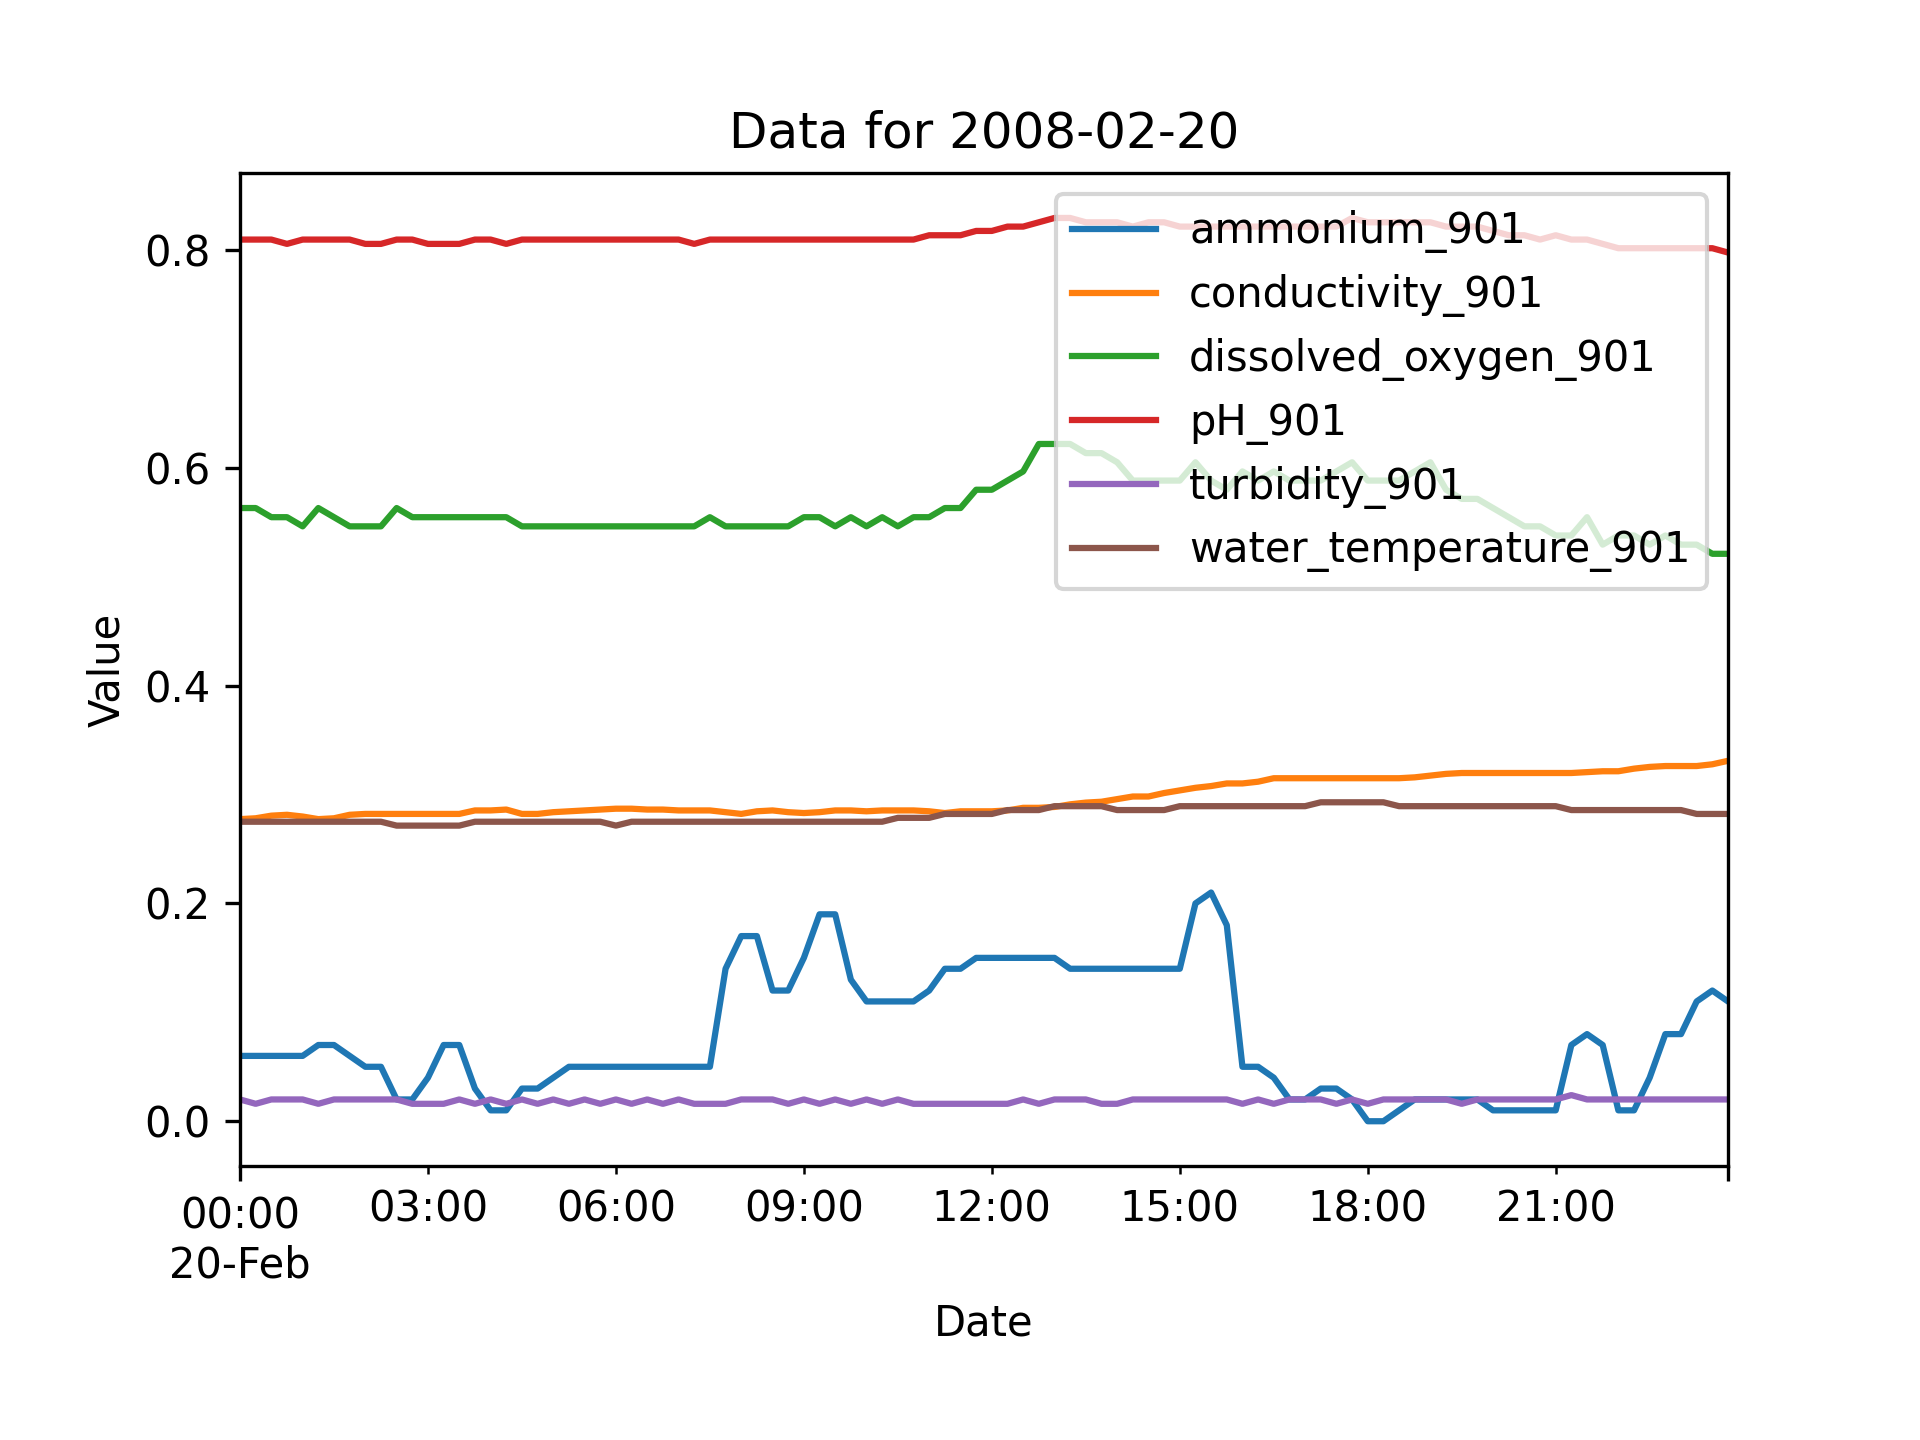 Data for 2008-02-20
ammonium_901
conductivity_901
dissolved_oxygen_901
pH_901
turbidity_901
water_temperature_901
Value
0.8
0.6
0.4
0.2
0.0
00:00 03:00 06:00 09:00 12:00 15:00 18:00 21:00
20-Feb
Date